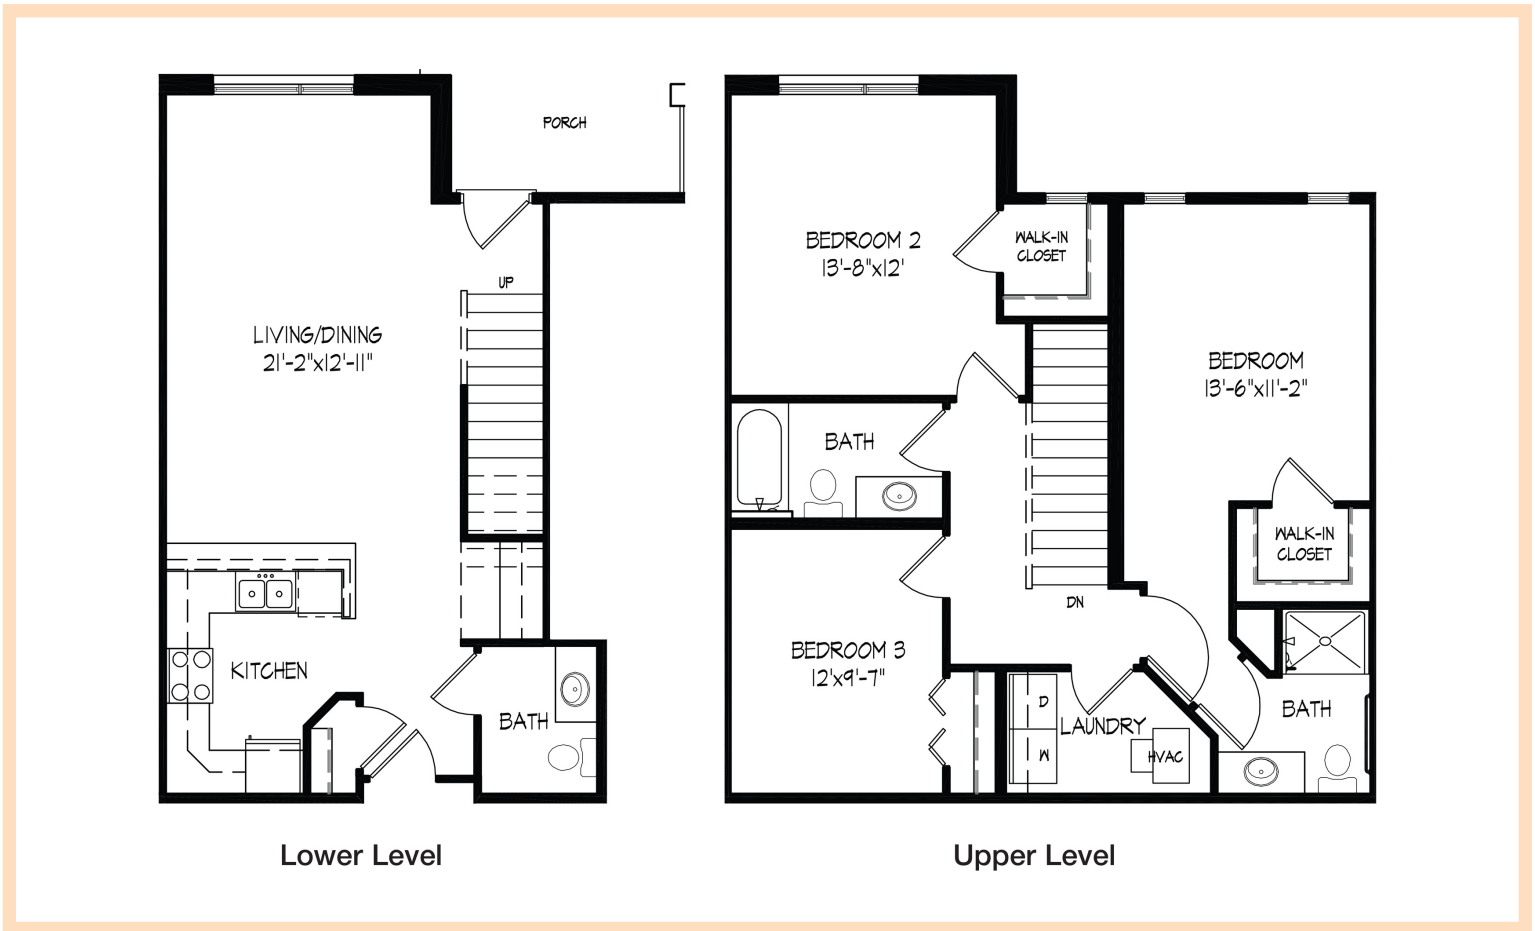 PORCH
UP
LIVING/DINING
21'-2"x12'-11"
KITCHEN
BATH
Lower Level
BEDROOM 2
13'-8"x12'
WALK-IN
CLOSET
BEDROOM
13'-6"x11'-2"
BATH
WALK-IN
CLOSET
DN
BEDROOM 3
12'x9'-7"
D
LAUNDRY
W
HVAC
BATH
Upper Level